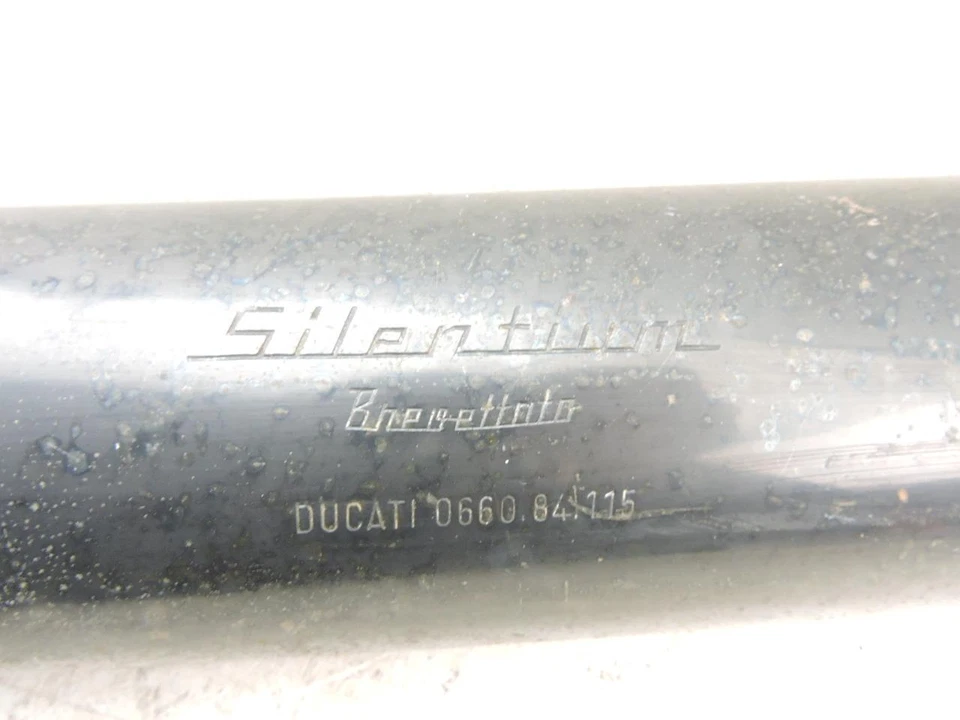 Silentium
Brevettato
DUCATI 0660.84.115